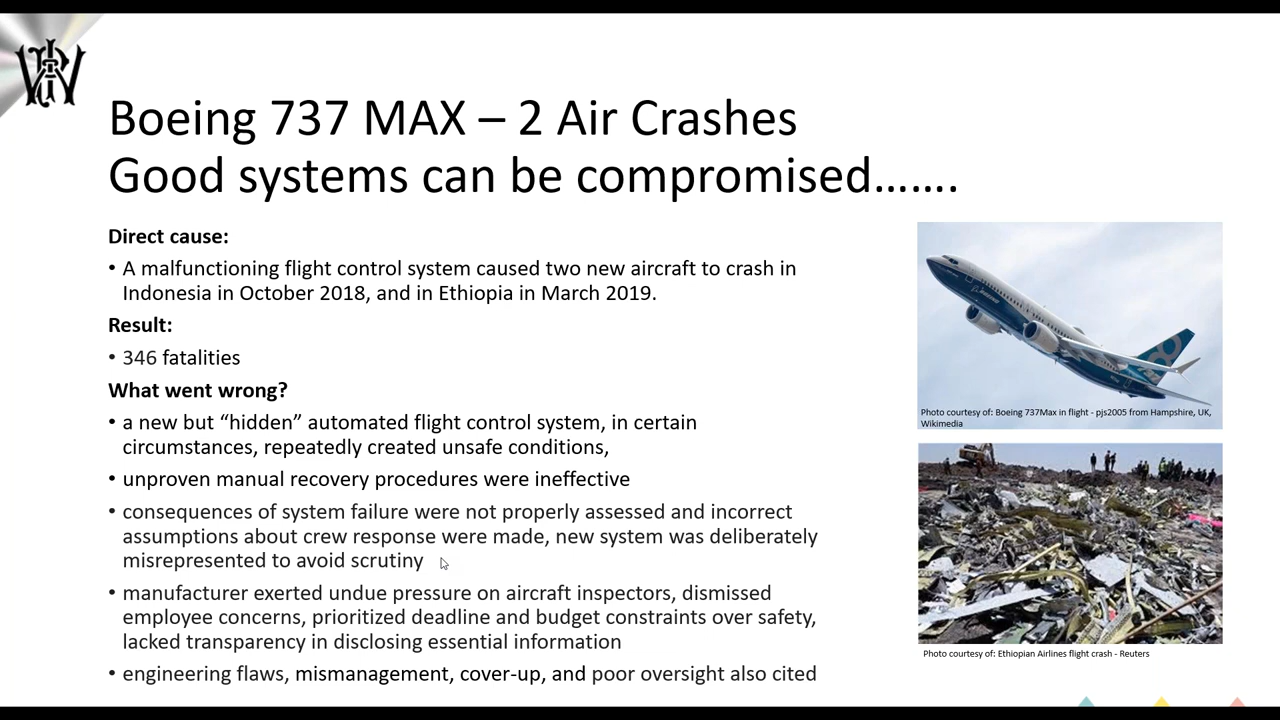 Boeing 737 MAX – 2 Air Crashes
Good systems can be compromised…….
Direct cause:
• A malfunctioning flight control system caused two new aircraft to crash in
Indonesia in October 2018, and in Ethiopia in March 2019.
Result:
• 346 fatalities
What went wrong?
• a new but “hidden” automated flight control system, in certain
circumstances, repeatedly created unsafe conditions,
• unproven manual recovery procedures were ineffective
• consequences of system failure were not properly assessed and incorrect
assumptions about crew response were made, new system was deliberately
misrepresented to avoid scrutiny
• manufacturer exerted undue pressure on aircraft inspectors, dismissed
employee concerns, prioritized deadline and budget constraints over safety,
lacked transparency in disclosing essential information
• engineering flaws, mismanagement, cover-up, and poor oversight also cited
Photo courtesy of: Boeing 737Max in flight - pjs2005 from Hampshire, UK,
Wikimedia
Photo courtesy of: Ethiopian Airlines flight crash - Reuters